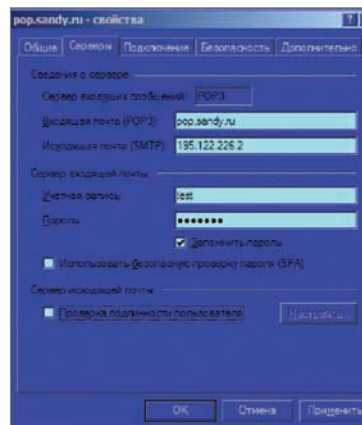 pop.sandy.ru - свойства
Общие Серверы Подключение Безопасность Дополнительно
Сведения о сервере
Сервер входящих сообщений: POP3
Входящая почта (POP3): pop.sandy.ru
Исходящая почта (SMTP): 195.122.226.2
Сервер входящей почты
Учетная запись: test
Пароль: •••••••
Запомнить пароль
Использовать безопасную проверку пароля (SPA)
Сервер исходящей почты
Проверка подлинности пользователя Настройка...
OK Отмена Применить